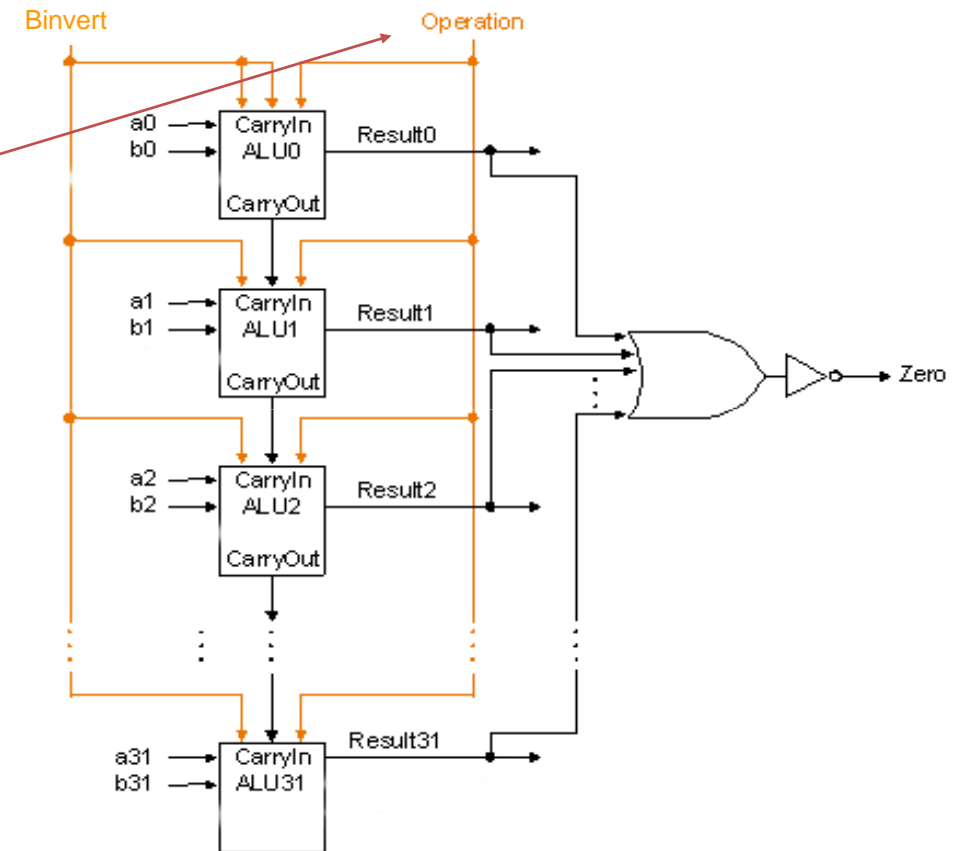 Binvert Operation
a0 CarryIn Result0
b0 ALU0
CarryOut
a1 CarryIn Result1
b1 ALU1
CarryOut
Zero
a2 CarryIn Result2
b2 ALU2
CarryOut
a31 CarryIn Result31
b31 ALU31